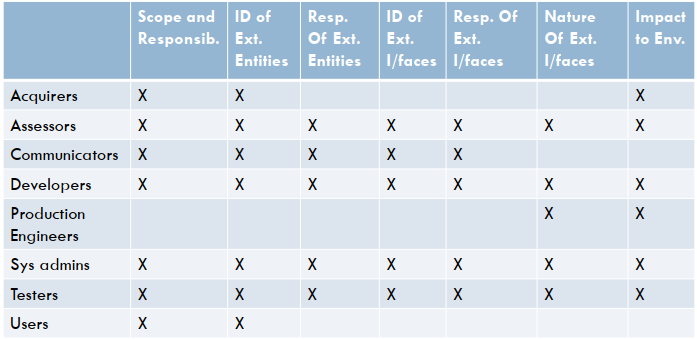 Scope and Responsib. ID of Ext. Entities Resp. Of Ext. Entities ID of Ext. I/faces Resp. Of Ext. I/faces Nature Of Ext. I/faces Impact to Env.
Acquirers X X X
Assessors X X X X X X X
Communicators X X X X X
Developers X X X X X X X
Production Engineers X X
Sys admins X X X X X X X
Testers X X X X X X X
Users X X